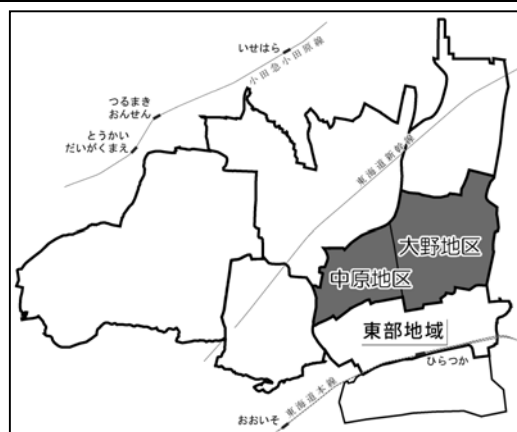 いせはら
小田急小田原線
つるまき
おんせん
とうかい
だいがくまえ
東海道新幹線
大野地区
中原地区
東部地域
ひらつか
東海道本線
おおいそ